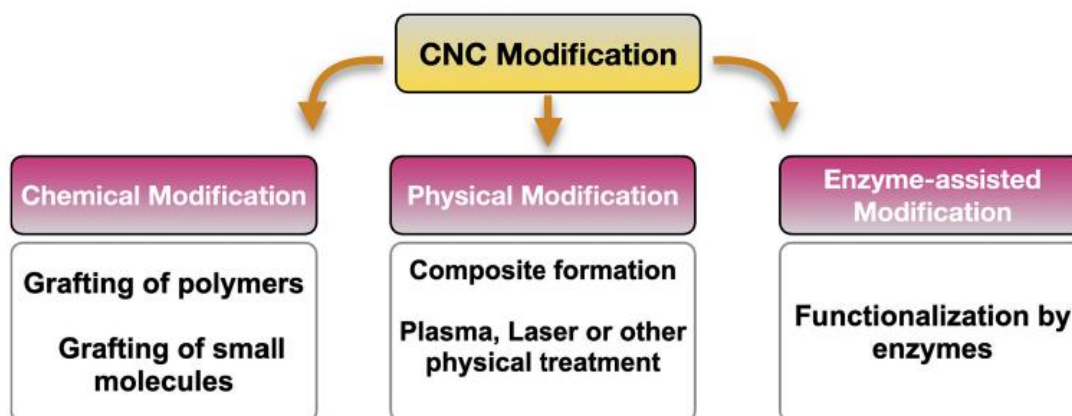 CNC Modification
Chemical Modification
Grafting of polymers
Grafting of small
molecules
Physical Modification
Composite formation
Plasma, Laser or other
physical treatment
Enzyme-assisted
Modification
Functionalization by
enzymes